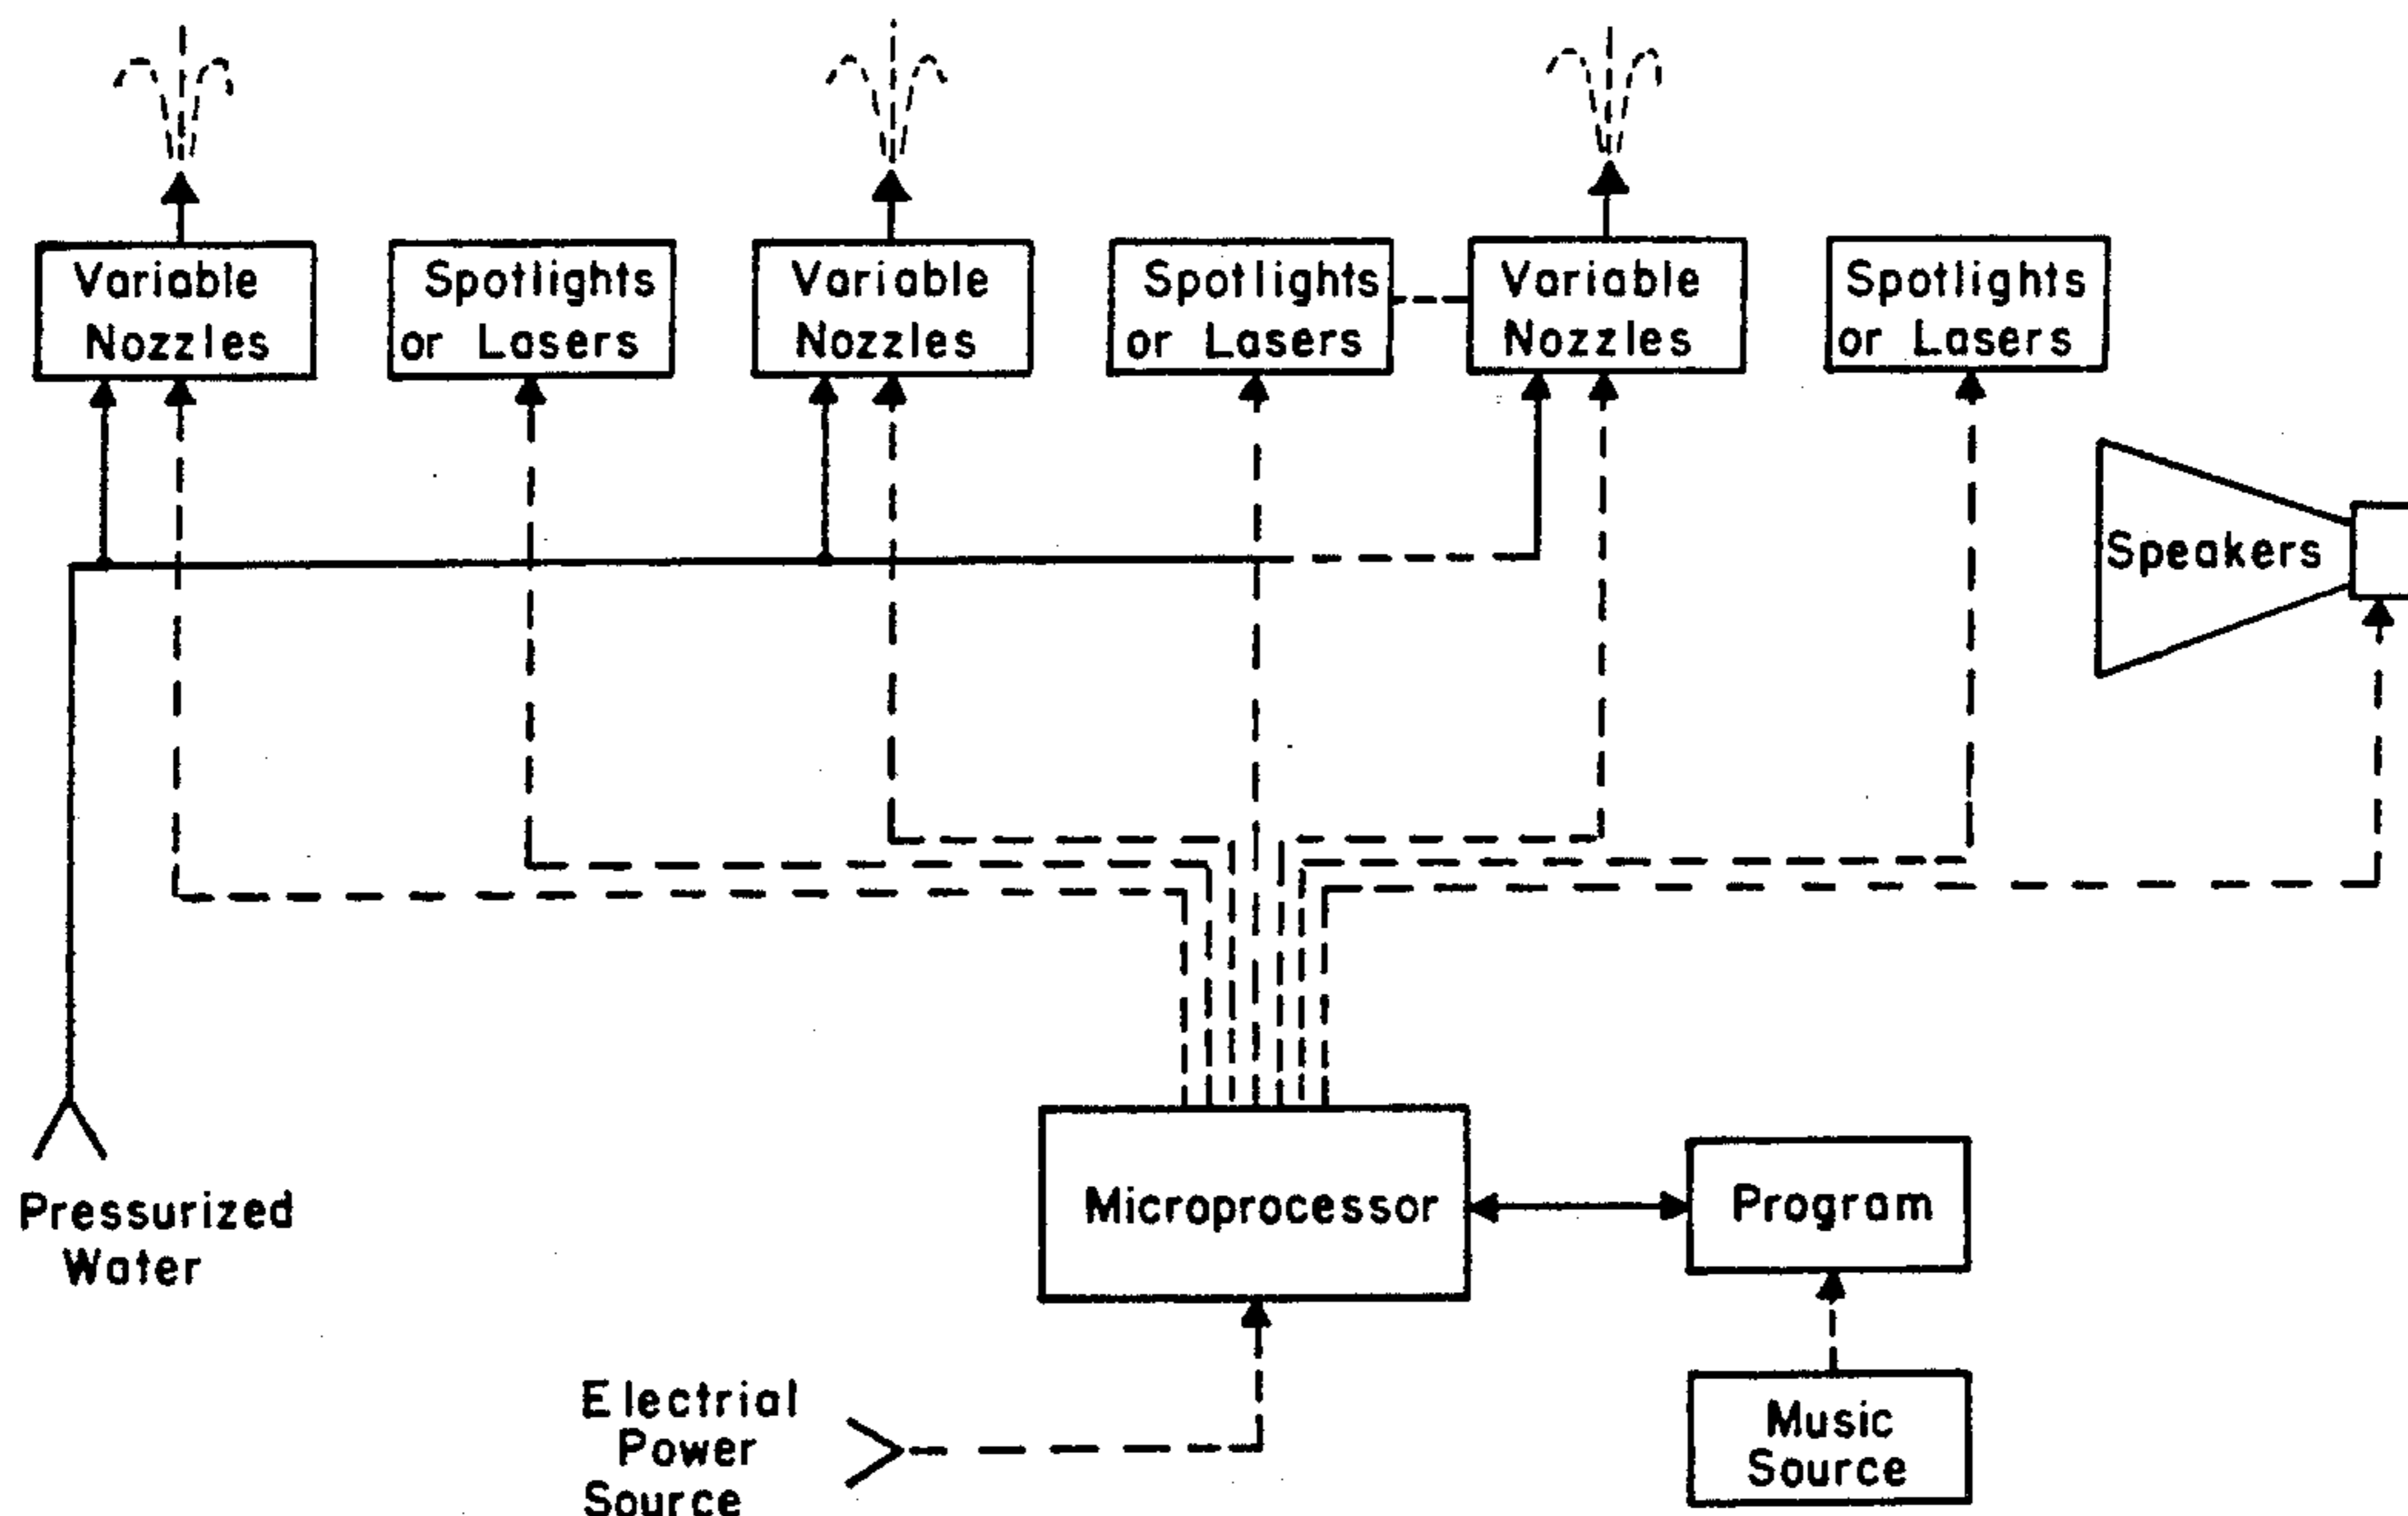 Variable
Nozzles
Spotlights
or Lasers
Variable
Nozzles
Spotlights
or Lasers
Variable
Nozzles
Spotlights
or Lasers
Speakers
Pressurized
Water
Microprocessor
Program
Electrial
Power
Source
Music
Source